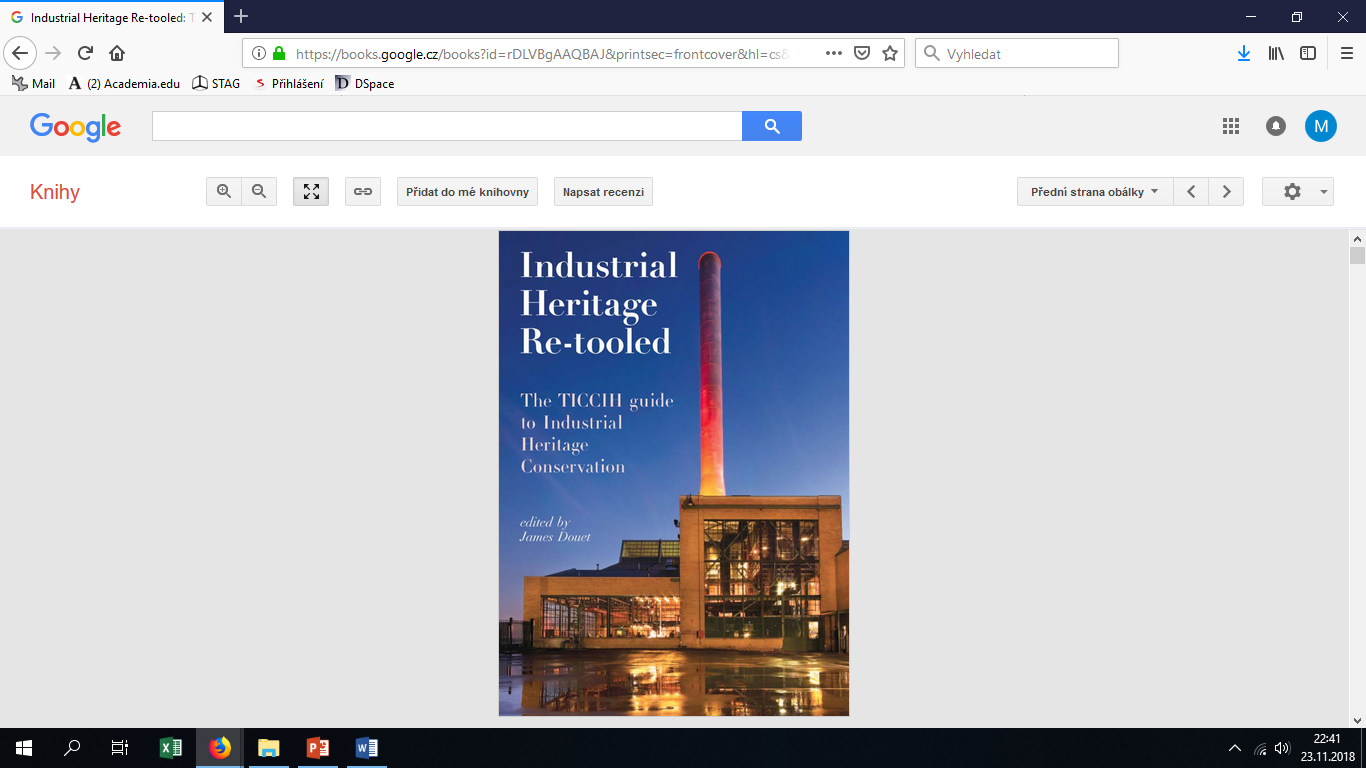 Industrial Heritage Re-tooled: T
https://books.google.cz/books?id=rDLVBgAAQBAJ&printsec=frontcover&hl=cs&
Vyhledat
Mail
(2) Academia.edu
STAG
Přihlášení
DSpace
Google
M
Knihy
Přidat do mé knihovny
Napsat recenzi
Přední strana obálky
Industrial
Heritage
Re-tooled
The TICCIH guide
to Industrial
Heritage
Conservation
edited by
James Douet
22:41
23.11.2018